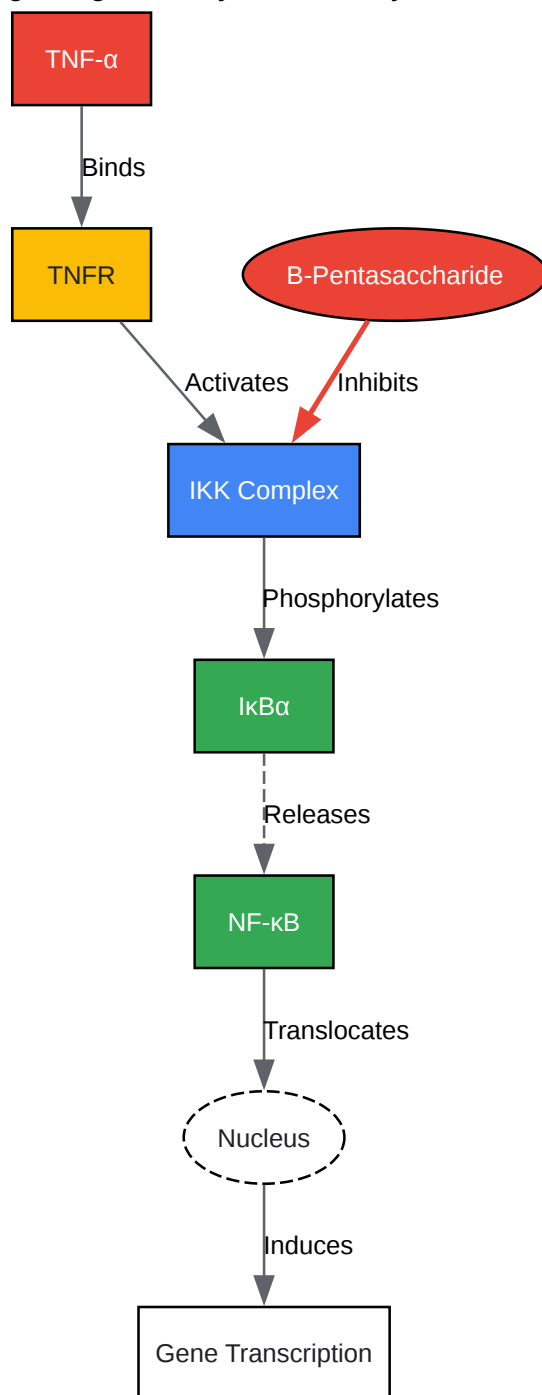 TNF-α
Binds
TNFR
B-Pentasaccharide
Activates
Inhibits
IKK Complex
Phosphorylates
IκBα
Releases
NF-κB
Translocates
Nucleus
Induces
Gene Transcription